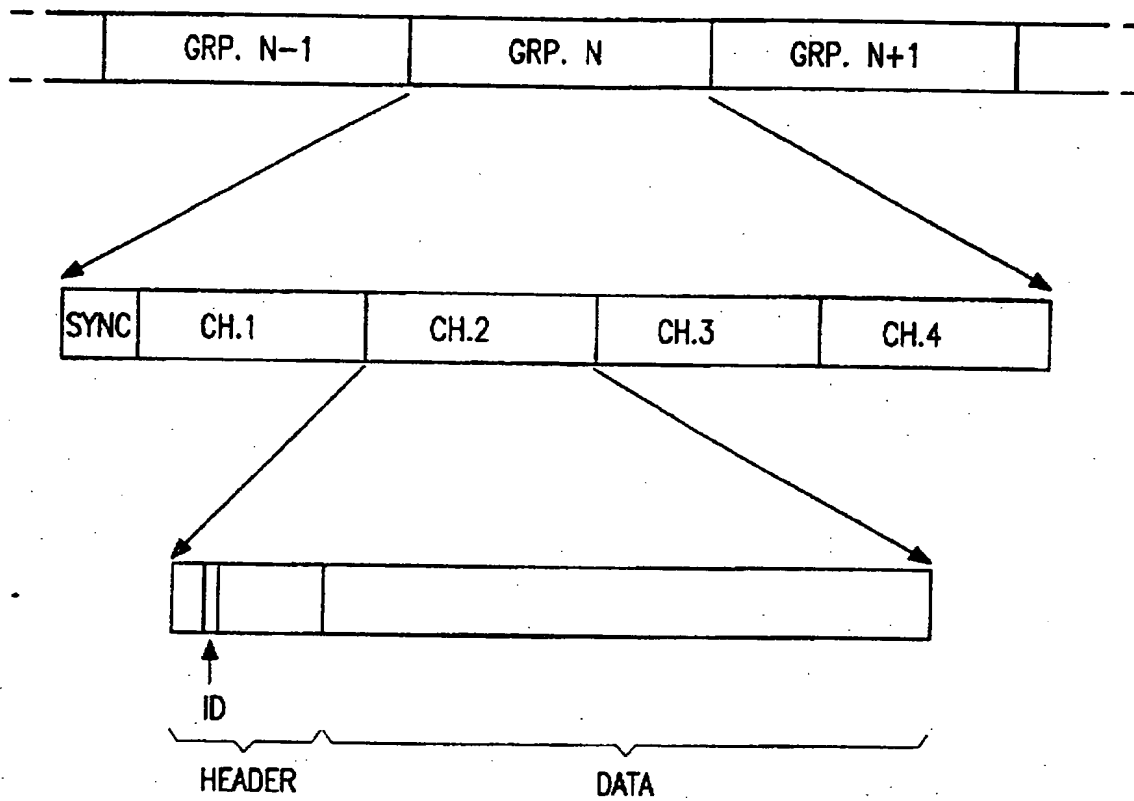 GRP. N-1 GRP. N GRP. N+1
SYNC CH.1 CH.2 CH.3 CH.4
ID
HEADER DATA